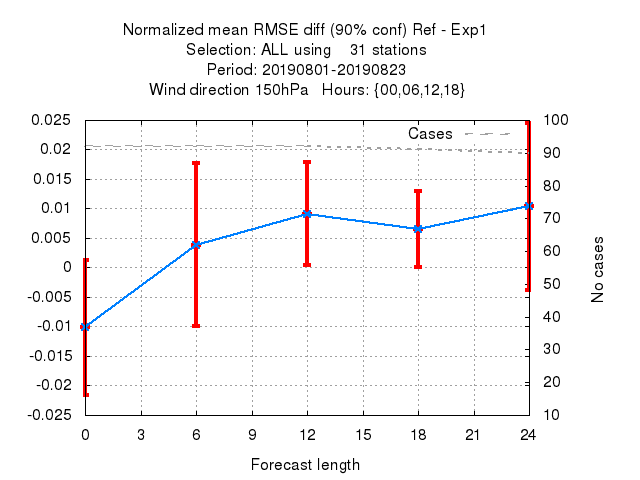 Normalized mean RMSE diff (90% conf) Ref - Exp1
Selection: ALL using    31 stations
Period: 20190801-20190823
Wind direction 150hPa   Hours: {00,06,12,18}
Cases
0.025
0.02
0.015
0.01
0.005
0
-0.005
-0.01
-0.015
-0.02
-0.025
100
90
80
70
60
50
40
30
20
10
No cases
0 3 6 9 12 15 18 21 24
Forecast length